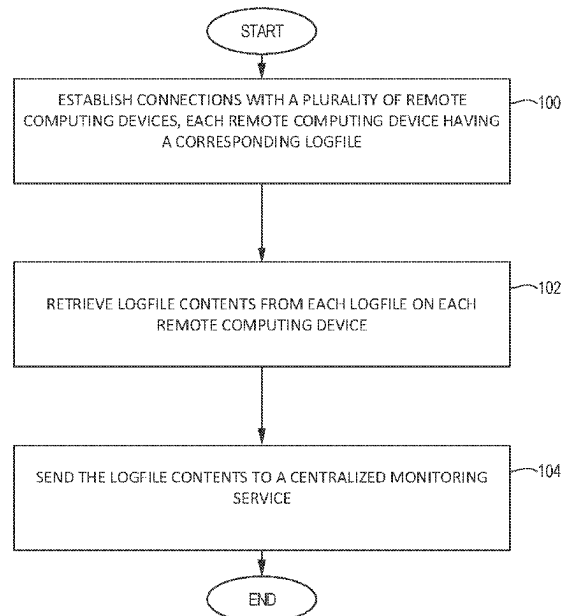 START
ESTABLISH CONNECTIONS WITH A PLURALITY OF REMOTE
COMPUTING DEVICES, EACH REMOTE COMPUTING DEVICE HAVING
A CORRESPONDING LOGFILE
100
RETRIEVE LOGFILE CONTENTS FROM EACH LOGFILE ON EACH
REMOTE COMPUTING DEVICE
102
SEND THE LOGFILE CONTENTS TO A CENTRALIZED MONITORING
SERVICE
104
END